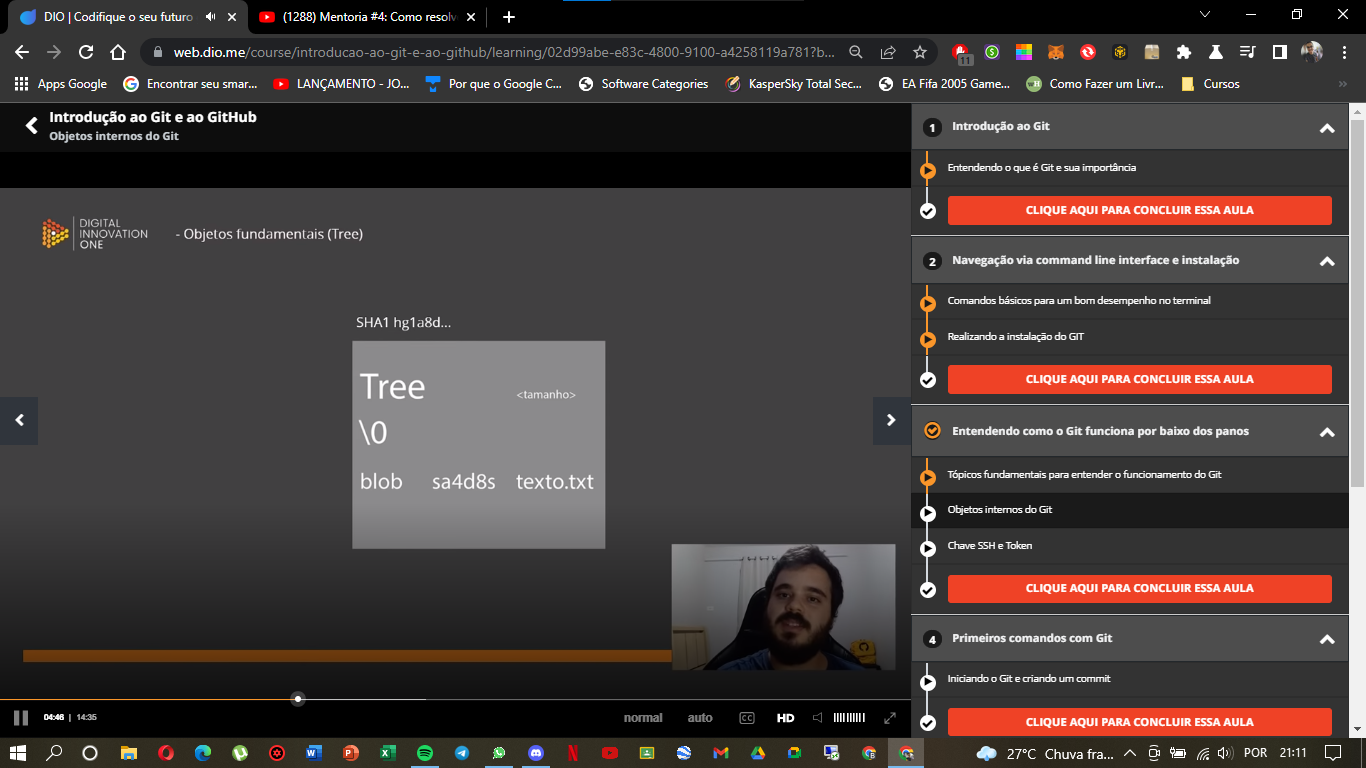 DIO | Codifique o seu futuro
(1288) Mentoria #4: Como resolv
web.dio.me/course/introducao-ao-git-e-ao-github/learning/02d99abe-e83c-4800-9100-a4258119a781?b...
11
Apps Google
Encontrar seu smar...
LANÇAMENTO - JO...
Por que o Google C...
Software Categories
KasperSky Total Sec...
EA Fifa 2005 Game...
Como Fazer um Livr...
Cursos
»
Introdução ao Git e ao GitHub
Objetos internos do Git
DIGITAL
INNOVATION
ONE
- Objetos fundamentais (Tree)
SHA1 hg1a8d...
Tree <tamanho>
\0
blob sa4d8s texto.txt
04:46 | 14:35
normal auto CC HD
1 Introdução ao Git
Entendendo o que é Git e sua importância
CLIQUE AQUI PARA CONCLUIR ESSA AULA
2 Navegação via command line interface e instalação
Comandos básicos para um bom desempenho no terminal
Realizando a instalação do GIT
CLIQUE AQUI PARA CONCLUIR ESSA AULA
Entendendo como o Git funciona por baixo dos panos
Tópicos fundamentais para entender o funcionamento do Git
Objetos internos do Git
Chave SSH e Token
CLIQUE AQUI PARA CONCLUIR ESSA AULA
4 Primeiros comandos com Git
Iniciando o Git e criando um commit
CLIQUE AQUI PARA CONCLUIR ESSA AULA
27°C Chuva fra... POR 21:11